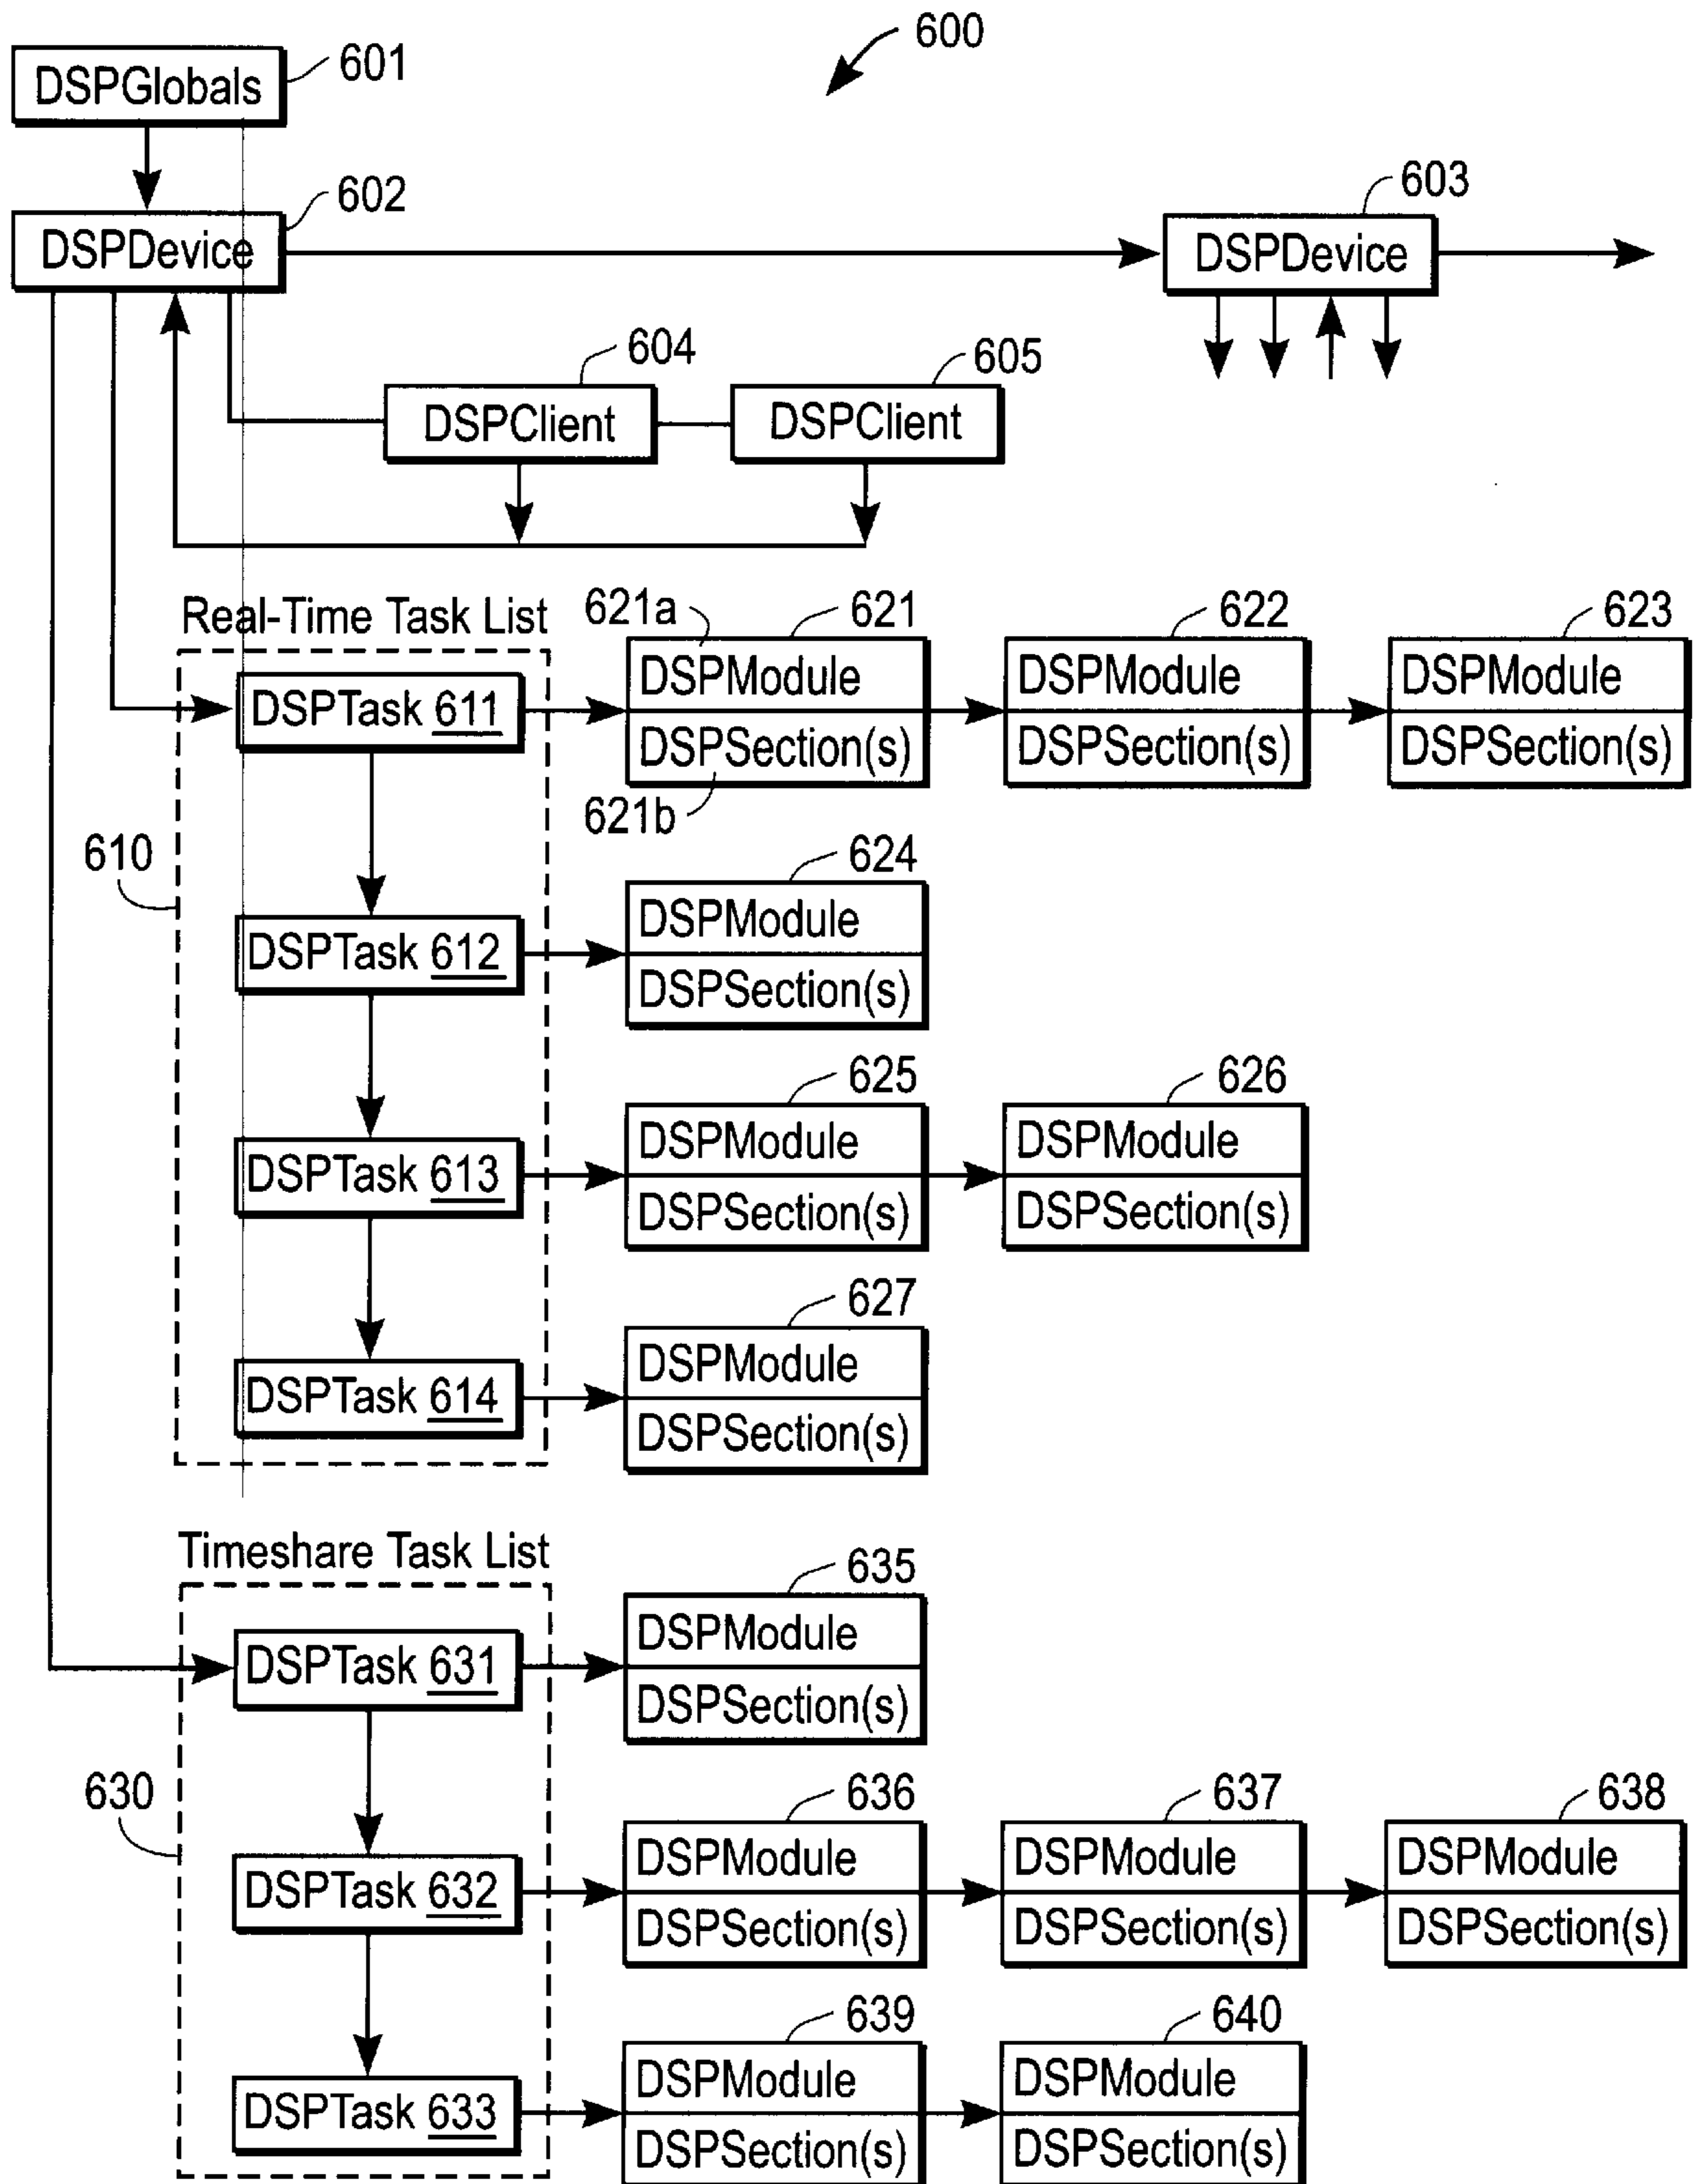 600
601
DSPGlobals
602
603
DSPDevice
DSPDevice
604
605
DSPClient
DSPClient
Real-Time Task List
621a
621
622
623
DSPTask 611
DSPModule
DSPSection(s)
DSPModule
DSPSection(s)
DSPModule
DSPSection(s)
621b
610
624
DSPTask 612
DSPModule
DSPSection(s)
625
626
DSPTask 613
DSPModule
DSPSection(s)
DSPModule
DSPSection(s)
627
DSPTask 614
DSPModule
DSPSection(s)
Timeshare Task List
635
DSPTask 631
DSPModule
DSPSection(s)
630
636
637
638
DSPTask 632
DSPModule
DSPSection(s)
DSPModule
DSPSection(s)
DSPModule
DSPSection(s)
639
640
DSPTask 633
DSPModule
DSPSection(s)
DSPModule
DSPSection(s)